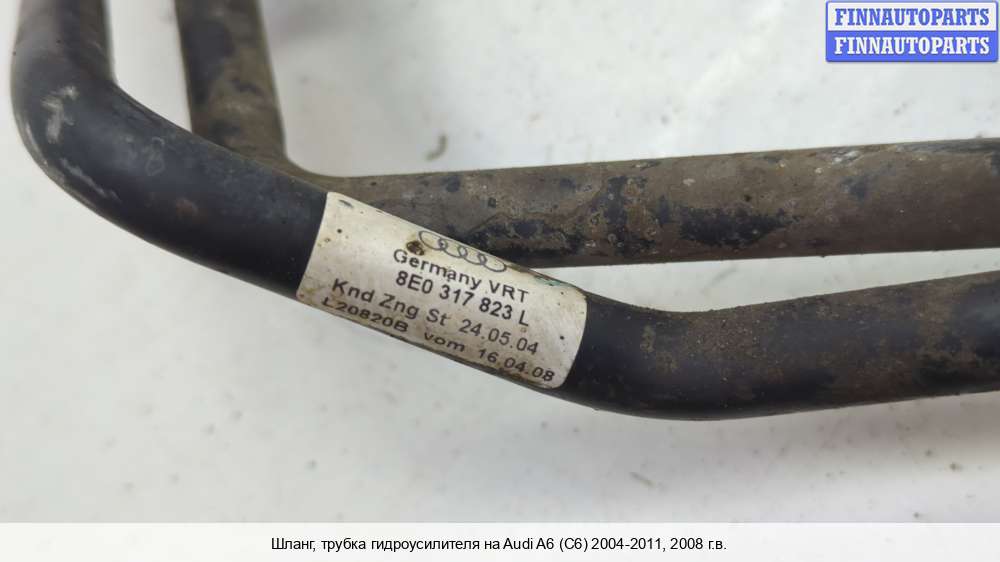 FINNAUTOPARTS
FINNAUTOPARTS
Germany VRT
8E0 317 823 L
Knd Zng St 24.05.04
L20820B vom 16.04.08
Шланг, трубка гидроусилителя на Audi A6 (C6) 2004-2011, 2008 г.в.